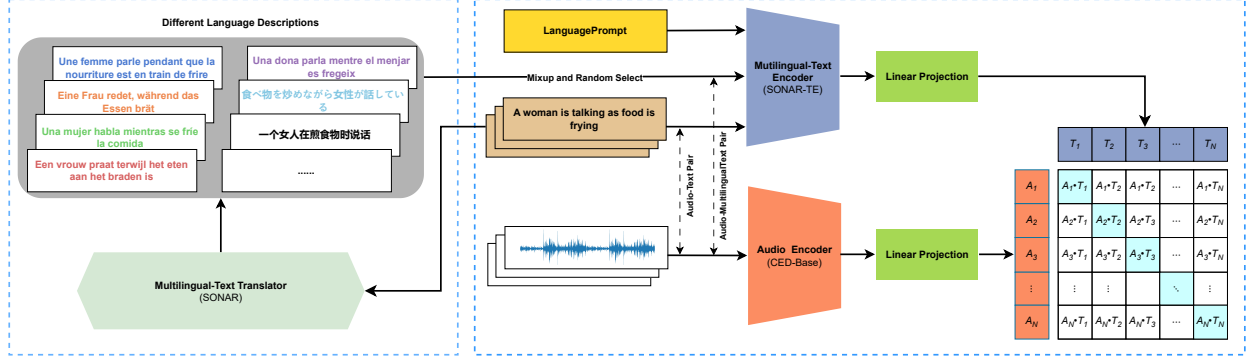 Different Language Descriptions
Une femme parle pendant que la
nourriture est en train de frire
Eine Frau redet, während das
Essen brät
Una mujer habla mientras se frie
la comida
Een vrouw praat terwijl het eten
aan het braden is
Una dona parla mentre el menjar
es fregeix
食べ物を炒めながら女性が話している
る
一个女人在煎食物时说话
......
Multilingual-Text Translator
(SONAR)
LanguagePrompt
Mixup and Random Select
A woman is talking as food is
frying
Audio-Text Pair
Audio-MultilingualText Pair
Mutilingual-Text
Encoder
(SONAR-TE)
Linear Projection
Audio Encoder
(CED-Base)
Linear Projection
T1 T2 T3 ... TN
A1 A1•T1 A1•T2 A1•T2 ... A1•TN
A2 A2•T1 A2•T2 A2•T3 ... A2•TN
A3 A3•T1 A3•T2 A3•T3 ... A3•TN
⋮ ⋮ ⋮ ⋱ ⋮
AN AN•T1 AN•T2 AN•T3 ... AN•TN